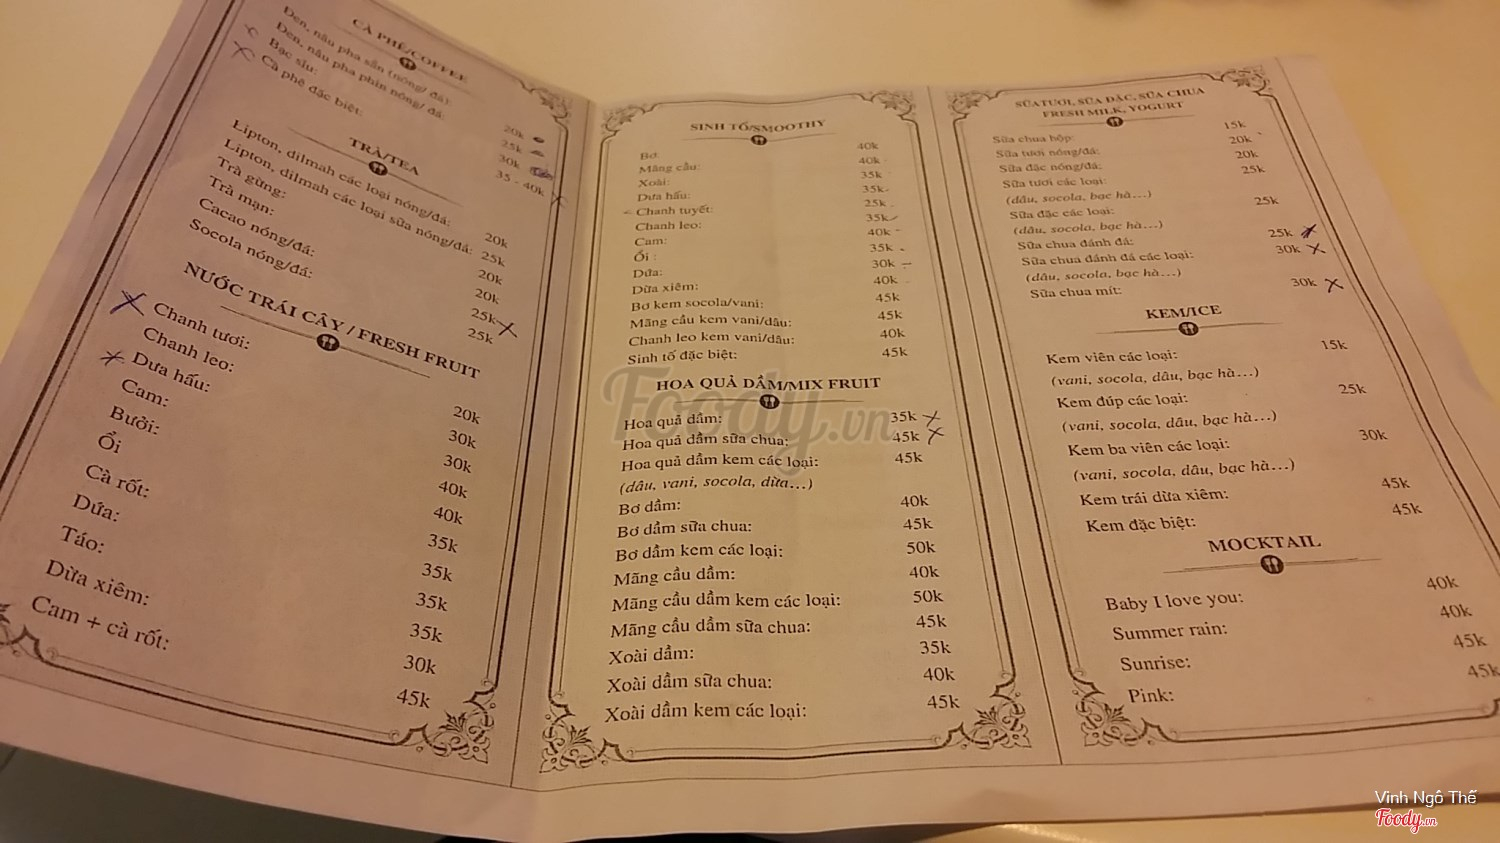 CÀ PHÊ/COFFEE
Đen, nâu pha sẵn (nóng/ đá): 20k
Đen, nâu pha phin nóng/ đá: 25k
Bạc sỉu: 30k
Cà phê đặc biệt: 35 - 40k
TRÀ/TEA
Lipton, dilmah các loại nóng/đá: 20k
Lipton, dilmah các loại sữa nóng/đá: 25k
Trà gừng: 20k
Trà mạn: 20k
Cacao nóng/đá: 25k
Socola nóng/đá: 25k
NƯỚC TRÁI CÂY / FRESH FRUIT
Chanh tươi: 20k
Chanh leo: 30k
Dưa hấu: 30k
Cam: 40k
Bưởi: 40k
Ổi 35k
Cà rốt: 35k
Dứa: 35k
Táo: 35k
Dừa xiêm: 30k
Cam + cà rốt: 45k
SINH TỐ/SMOOTHY
Bơ: 40k
Mãng cầu: 40k
Xoài: 35k
Dưa hấu: 35k
Chanh tuyết: 25k
Chanh leo: 35k
Cam: 40k
Ổi : 35k
Dứa: 30k
Dừa xiêm: 40k
Bơ kem socola/vani: 45k
Mãng cầu kem vani/dâu: 45k
Chanh leo kem vani/dâu: 40k
Sinh tố đặc biệt: 45k
HOA QUẢ DẦM/MIX FRUIT
Hoa quả dầm: 35k
Hoa quả dầm sữa chua: 45k
Hoa quả dầm kem các loại: 45k
(dâu, vani, socola, dừa...)
Bơ dầm: 40k
Bơ dầm sữa chua: 45k
Bơ dầm kem các loại: 50k
Mãng cầu dầm: 40k
Mãng cầu dầm kem các loại: 50k
Mãng cầu dầm sữa chua: 45k
Xoài dầm: 35k
Xoài dầm sữa chua: 40k
Xoài dầm kem các loại: 45k
SỮA TƯƠI, SỮA ĐẶC, SỮA CHUA
FRESH MILK, YOGURT
Sữa chua hộp: 15k
Sữa tươi nóng/đá: 20k
Sữa đặc nóng/đá: 20k
Sữa tươi các loại: 25k
(dâu, socola, bạc hà...)
Sữa đặc các loại: 25k
(dâu, socola, bạc hà...)
Sữa chua đánh đá: 25k
Sữa chua đánh đá các loại: 30k
(dâu, socola, bạc hà...)
Sữa chua mít: 30k
KEM/ICE
Kem viên các loại: 15k
(vani, socola, dâu, bạc hà...)
Kem đúp các loại: 25k
(vani, socola, dâu, bạc hà...)
Kem ba viên các loại: 30k
(vani, socola, dâu, bạc hà...)
Kem trái dừa xiêm: 45k
Kem đặc biệt: 45k
MOCKTAIL
Baby I love you: 40k
Summer rain: 40k
Sunrise: 45k
Pink: 45k
Foody.vn
Vinh Ngô Thế
Foody.vn